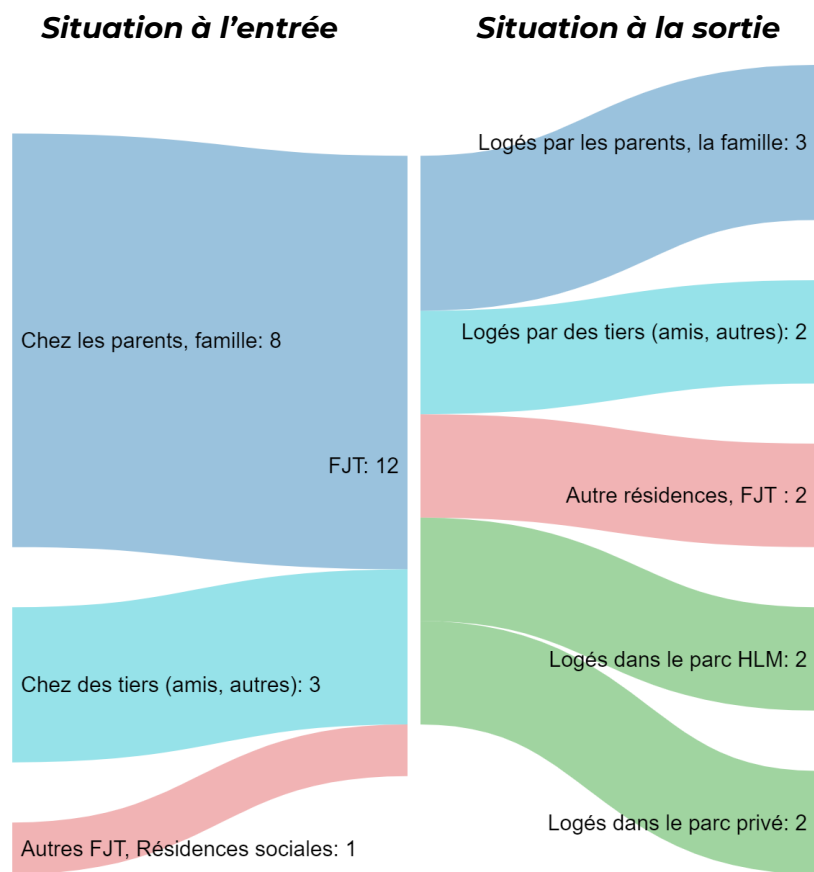 Situation à l’entrée
Situation à la sortie
Chez les parents, famille: 8
Chez des tiers (amis, autres): 3
Autres FJT, Résidences sociales: 1
FJT: 12
Logés par les parents, la famille: 3
Logés par des tiers (amis, autres): 2
Autre résidences, FJT : 2
Logés dans le parc HLM: 2
Logés dans le parc privé: 2